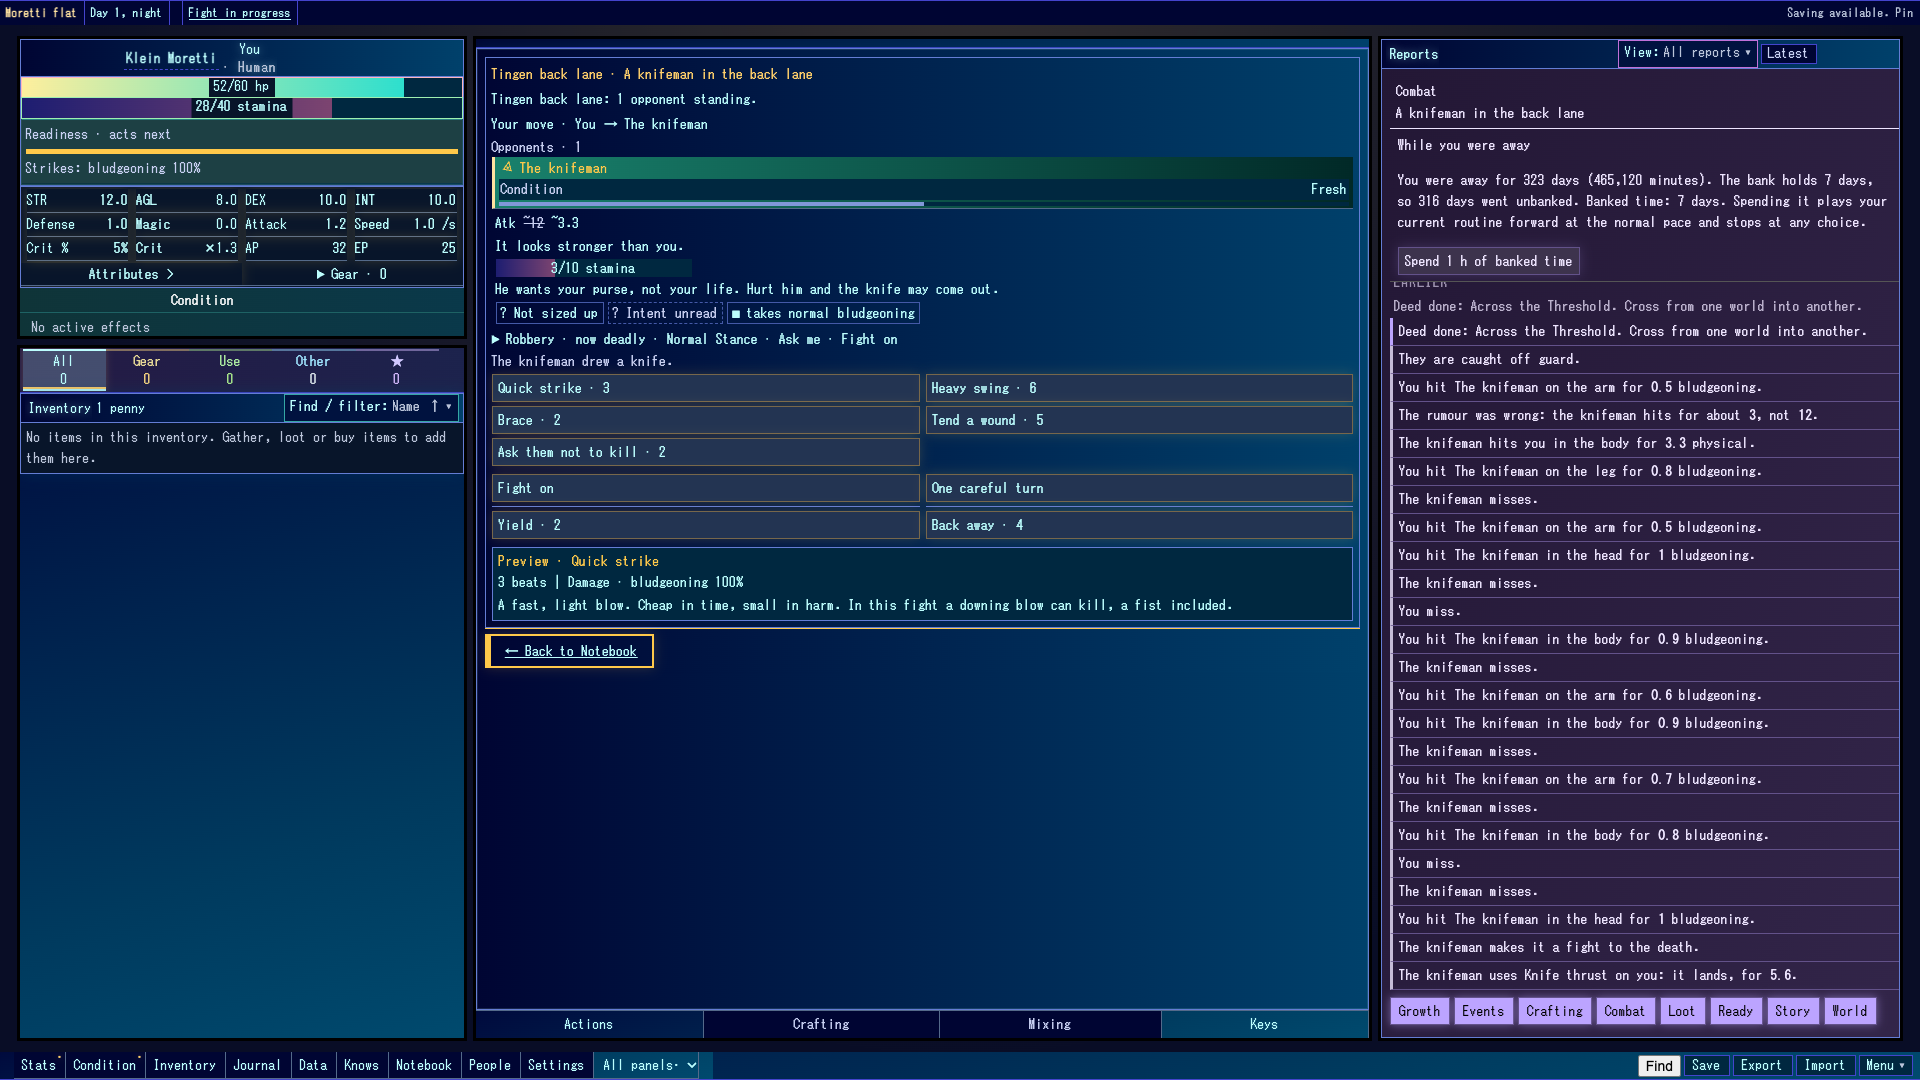 Moretti flat
Day 1, night
Fight in progress
Saving available. Pin
Klein Moretti · You Human
52/60 hp
28/40 stamina
Readiness · acts next
Strikes: bludgeoning 100%
STR 12.0 AGL 8.0 DEX 10.0 INT 10.0
Defense 1.0 Magic 0.0 Attack 1.2 Speed 1.0 /s
Crit % 5% Crit ×1.3 AP 32 EP 25
Attributes >
▶ Gear · 0
Condition
No active effects
All 0
Gear 0
Use 0
Other 0
★ 0
Inventory 1 penny
Find / filter: Name ↑ ▾
No items in this inventory. Gather, loot or buy items to add
them here.
Tingen back lane · A knifeman in the back lane
Tingen back lane: 1 opponent standing.
Your move · You → The knifeman
Opponents · 1
The knifeman
Condition Fresh
Atk ~12 ~3.3
It looks stronger than you.
3/10 stamina
He wants your purse, not your life. Hurt him and the knife may come out.
? Not sized up
? Intent unread
■ takes normal bludgeoning
▶ Robbery · now deadly · Normal Stance · Ask me · Fight on
The knifeman drew a knife.
Quick strike · 3
Heavy swing · 6
Brace · 2
Tend a wound · 5
Ask them not to kill · 2
Fight on
One careful turn
Yield · 2
Back away · 4
Preview · Quick strike
3 beats | Damage · bludgeoning 100%
A fast, light blow. Cheap in time, small in harm. In this fight a downing blow can kill, a fist included.
← Back to Notebook
Actions
Crafting
Mixing
Keys
Reports
View: All reports ▾
Latest
Combat
A knifeman in the back lane
While you were away
You were away for 323 days (465,120 minutes). The bank holds 7 days,
so 316 days went unbanked. Banked time: 7 days. Spending it plays your
current routine forward at the normal pace and stops at any choice.
Spend 1 h of banked time
EARLIER
Deed done: Across the Threshold. Cross from one world into another.
Deed done: Across the Threshold. Cross from one world into another.
They are caught off guard.
You hit The knifeman on the arm for 0.5 bludgeoning.
The rumour was wrong: the knifeman hits for about 3, not 12.
The knifeman hits you in the body for 3.3 physical.
You hit The knifeman on the leg for 0.8 bludgeoning.
The knifeman misses.
You hit The knifeman on the arm for 0.5 bludgeoning.
You hit The knifeman in the head for 1 bludgeoning.
The knifeman misses.
You miss.
You hit The knifeman in the body for 0.9 bludgeoning.
The knifeman misses.
You hit The knifeman on the arm for 0.6 bludgeoning.
You hit The knifeman in the body for 0.9 bludgeoning.
The knifeman misses.
You hit The knifeman on the arm for 0.7 bludgeoning.
The knifeman misses.
You hit The knifeman in the body for 0.8 bludgeoning.
You miss.
The knifeman misses.
You hit The knifeman in the head for 1 bludgeoning.
The knifeman makes it a fight to the death.
The knifeman uses Knife thrust on you: it lands, for 5.6.
Growth
Events
Crafting
Combat
Loot
Ready
Story
World
Stats
Condition
Inventory
Journal
Data
Knows
Notebook
People
Settings
All panels·
Find
Save
Export
Import
Menu ▾